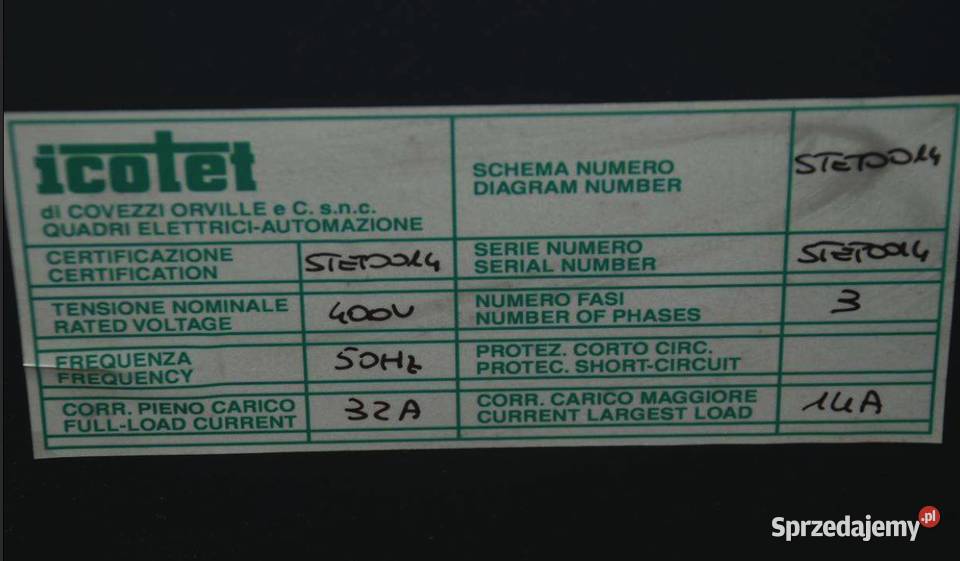 icotet
di COVEZZI ORVILLE e C. s.n.c.
QUADRI ELETTRICI-AUTOMAZIONE
SCHEMA NUMERO
DIAGRAM NUMBER
STET0014
CERTIFICAZIONE
CERTIFICATION
STET0014
SERIE NUMERO
SERIAL NUMBER
STET0014
TENSIONE NOMINALE
RATED VOLTAGE
400V
NUMERO FASI
NUMBER OF PHASES
3
FREQUENZA
FREQUENCY
50Hz
PROTEZ. CORTO CIRC.
PROTEC. SHORT-CIRCUIT
CORR. PIENO CARICO
FULL-LOAD CURRENT
32A
CORR. CARICO MAGGIORE
CURRENT LARGEST LOAD
14A
Sprzedajemy.pl